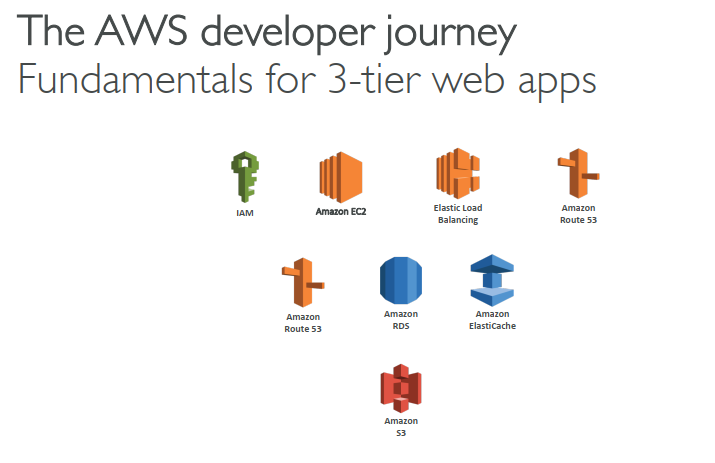 The AWS developer journey
Fundamentals for 3-tier web apps
IAM
Amazon EC2
Elastic Load
Balancing
Amazon
Route 53
Amazon
Route 53
Amazon
RDS
Amazon
ElastiCache
Amazon
S3